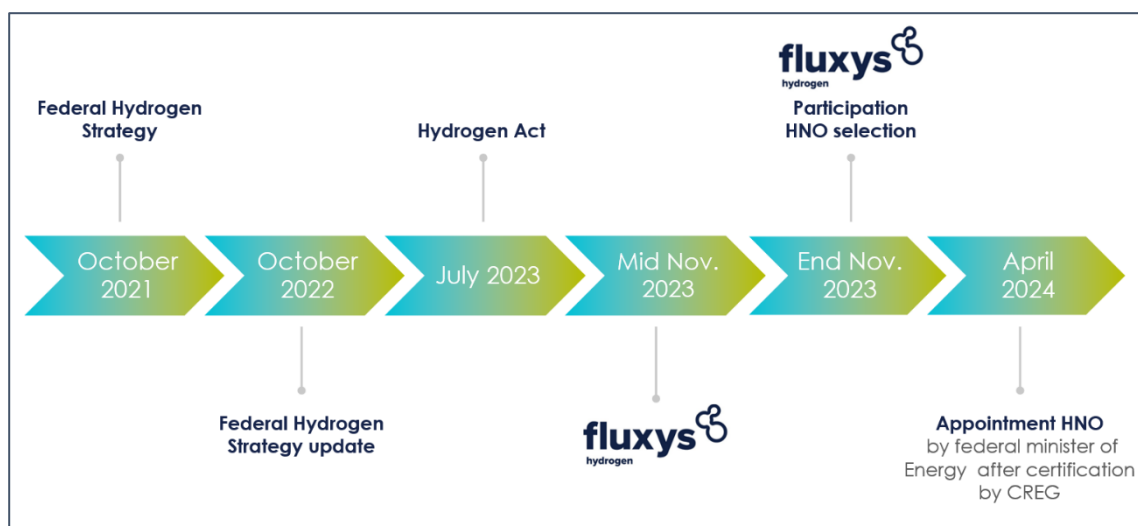 fluxys
hydrogen
Participation
HNO selection
Federal Hydrogen
Strategy
Hydrogen Act
October
2021
October
2022
July 2023
Mid Nov.
2023
End Nov.
2023
April
2024
Federal Hydrogen
Strategy update
fluxys
hydrogen
Appointment HNO
by federal minister of
Energy after certification
by CREG